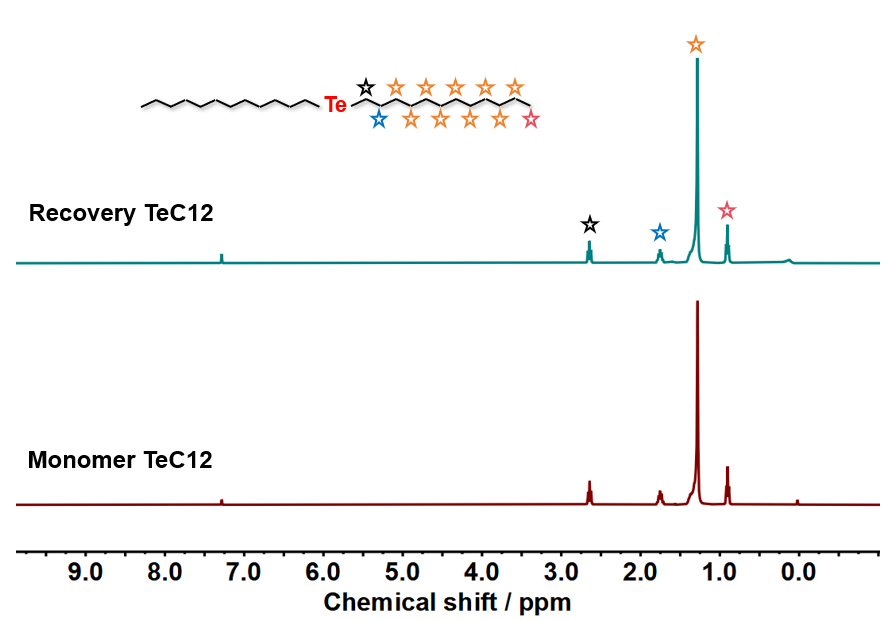 Te
Recovery TeC12
Monomer TeC12
9.0 8.0 7.0 6.0 5.0 4.0 3.0 2.0 1.0 0.0
Chemical shift / ppm